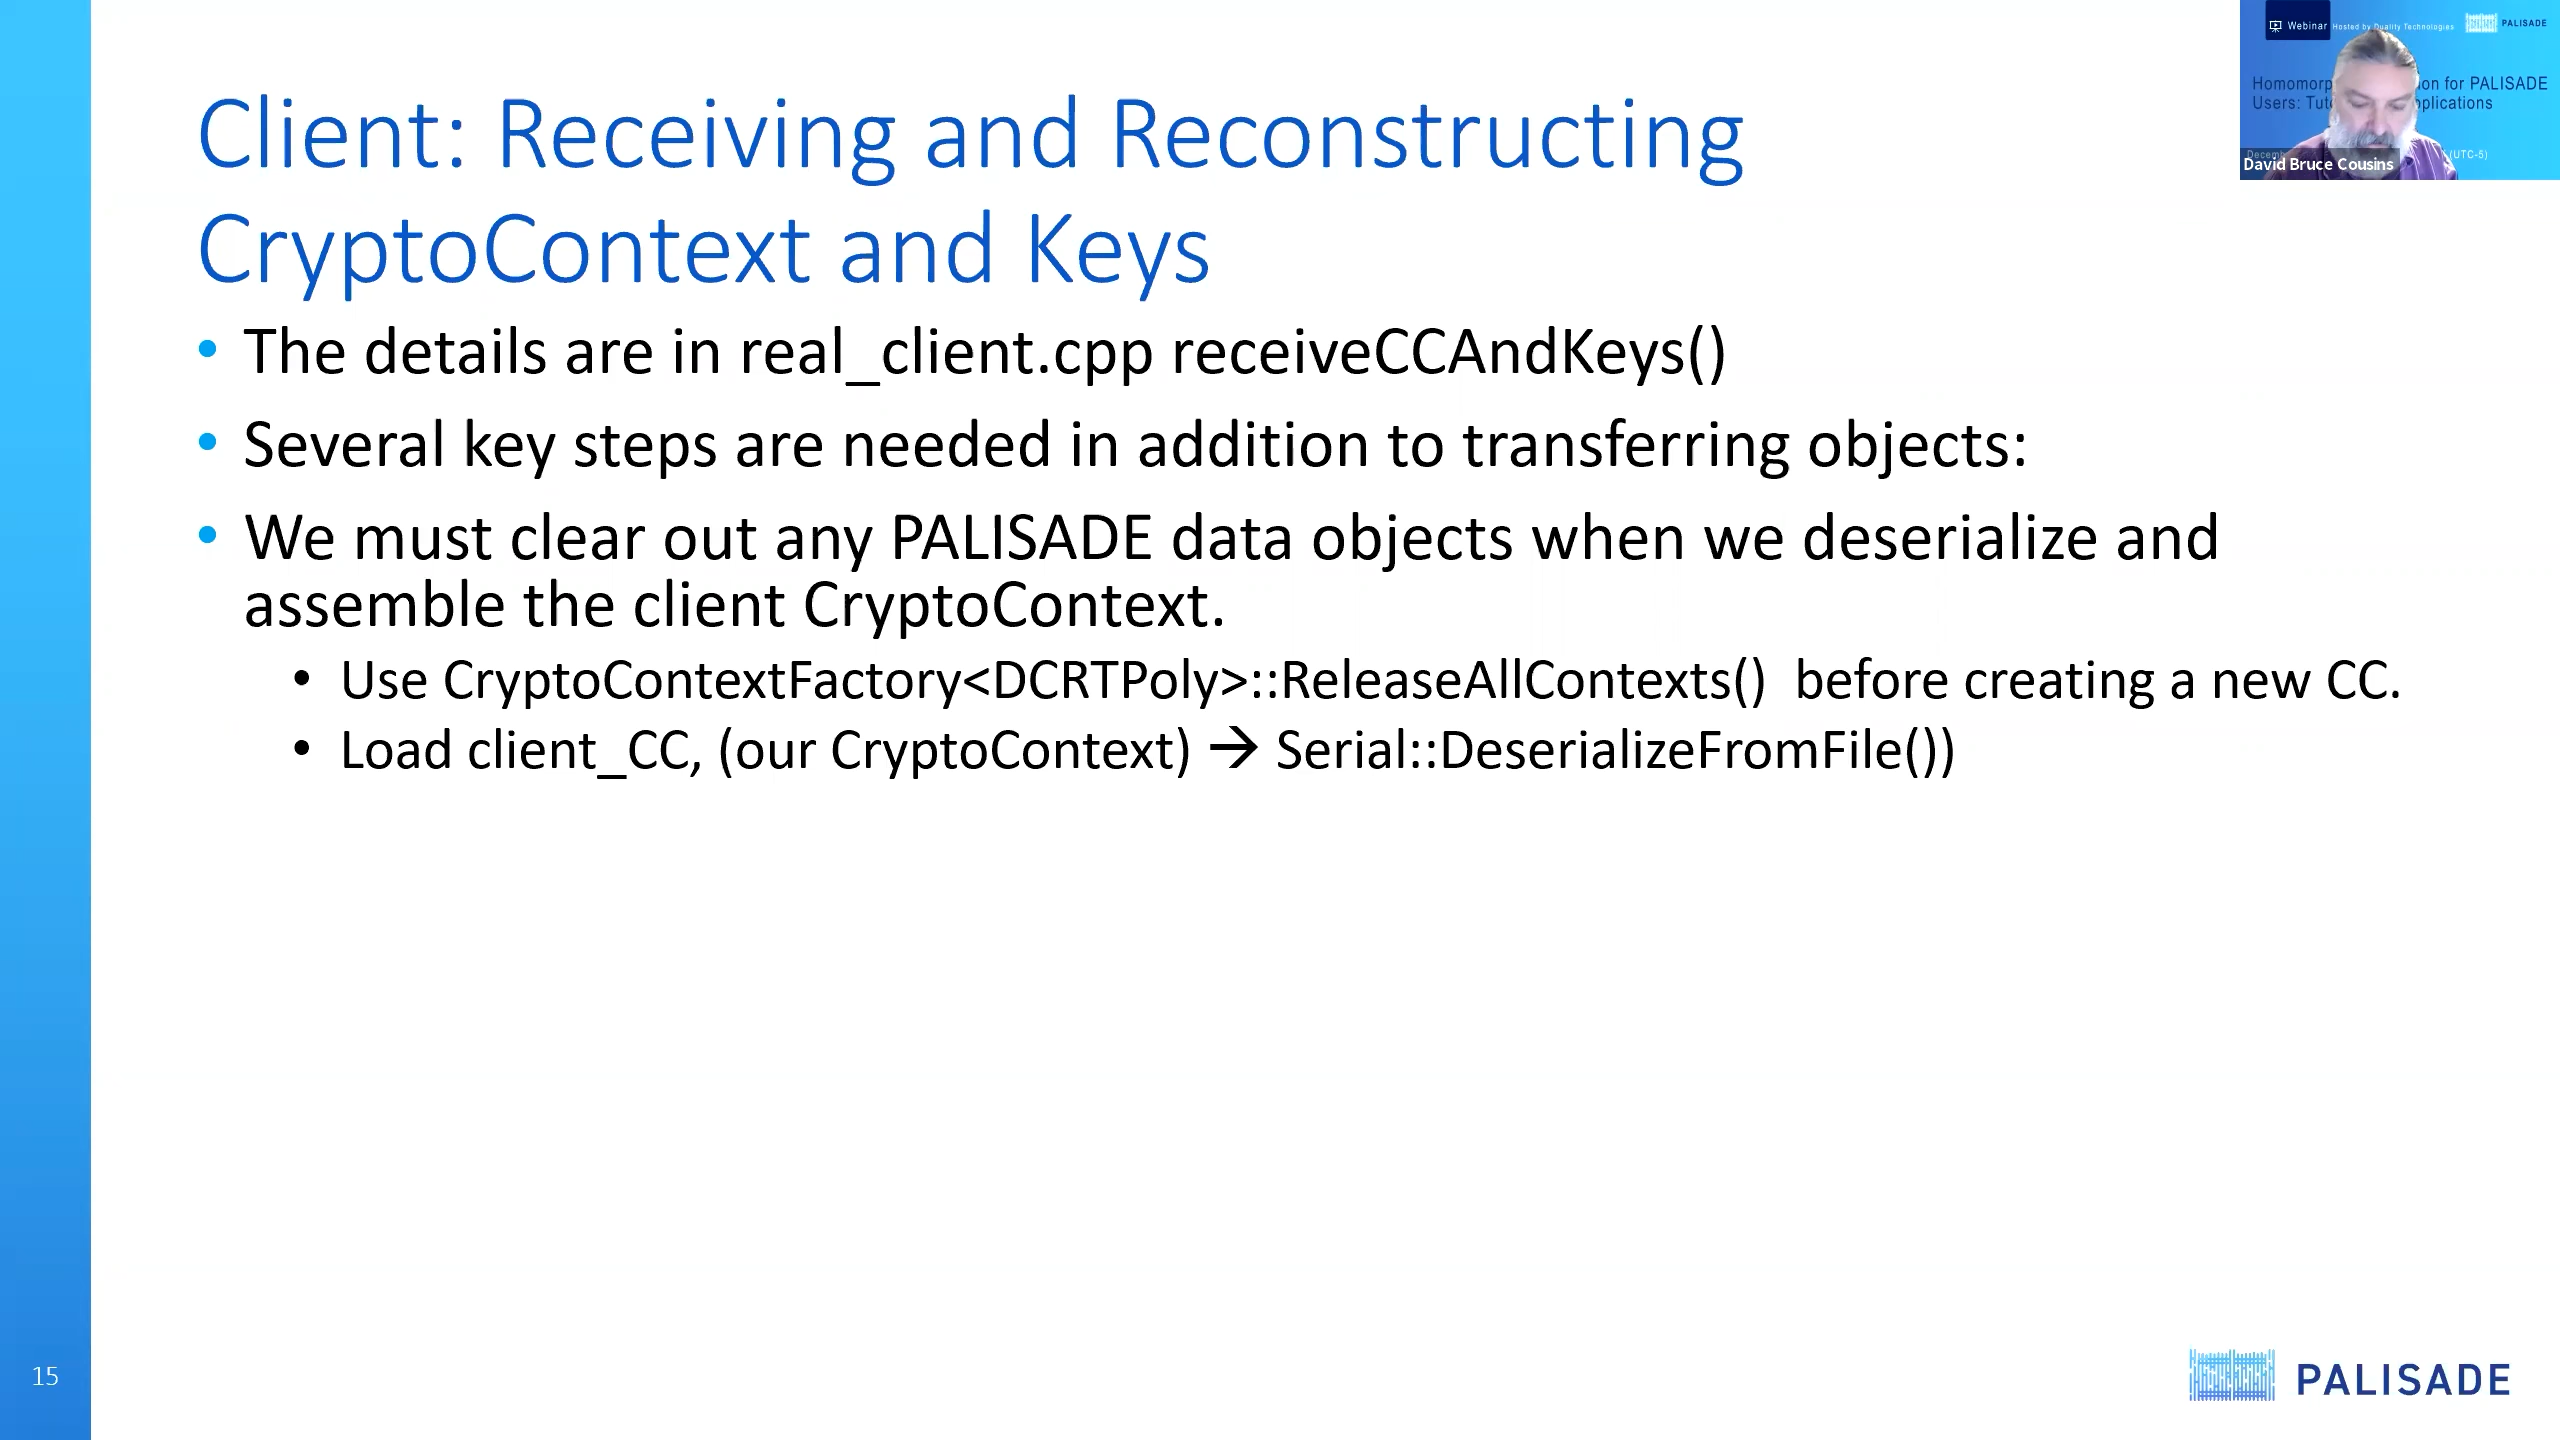 Client: Receiving and Reconstructing
CryptoContext and Keys
• The details are in real_client.cpp receiveCCAndKeys()
• Several key steps are needed in addition to transferring objects:
• We must clear out any PALISADE data objects when we deserialize and
assemble the client CryptoContext.
• Use CryptoContextFactory<DCRTPoly>::ReleaseAllContexts()  before creating a new CC.
• Load client_CC, (our CryptoContext) → Serial::DeserializeFromFile())
15
PALISADE
Webinar Hosted by Duality Technologies PALISADE
Homomorp on for PALISADE
Users: Tut plications
Decemb (UTC-5)
David Bruce Cousins